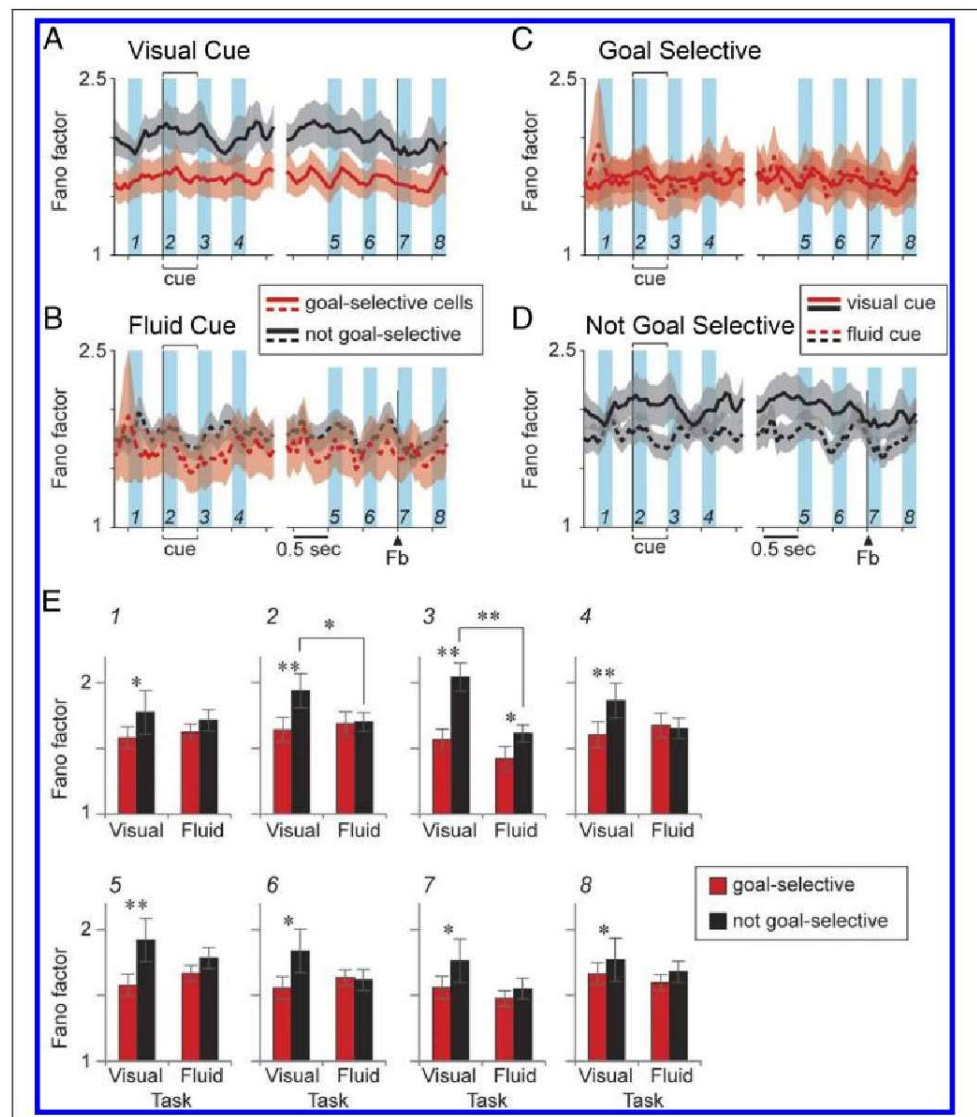 A
Visual Cue
2.5
Fano factor
1
1 2 3 4 5 6 7 8
cue
goal-selective cells
not goal-selective
B
Fluid Cue
2.5
Fano factor
1
1 2 3 4 5 6 7 8
cue
0.5 sec
Fb
C
Goal Selective
2.5
Fano factor
1
1 2 3 4 5 6 7 8
cue
visual cue
fluid cue
D
Not Goal Selective
2.5
Fano factor
1
1 2 3 4 5 6 7 8
cue
0.5 sec
Fb
E
1 2 3 4
* ** * ** ** * **
Fano factor
2
1
Visual Fluid Visual Fluid Visual Fluid Visual Fluid
5 6 7 8
** * * *
Fano factor
2
1
goal-selective
not goal-selective
Visual Fluid Visual Fluid Visual Fluid Visual Fluid
Task Task Task Task